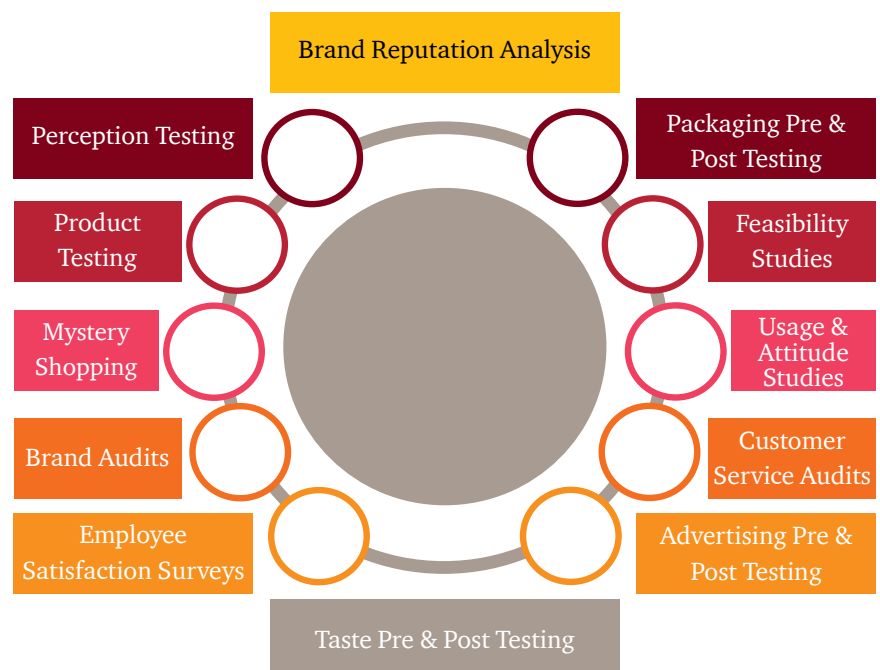 Brand Reputation Analysis
Perception Testing
Packaging Pre &
Post Testing
Product
Testing
Feasibility
Studies
Mystery
Shopping
Usage &
Attitude
Studies
Brand Audits
Customer
Service Audits
Employee
Satisfaction Surveys
Advertising Pre &
Post Testing
Taste Pre & Post Testing